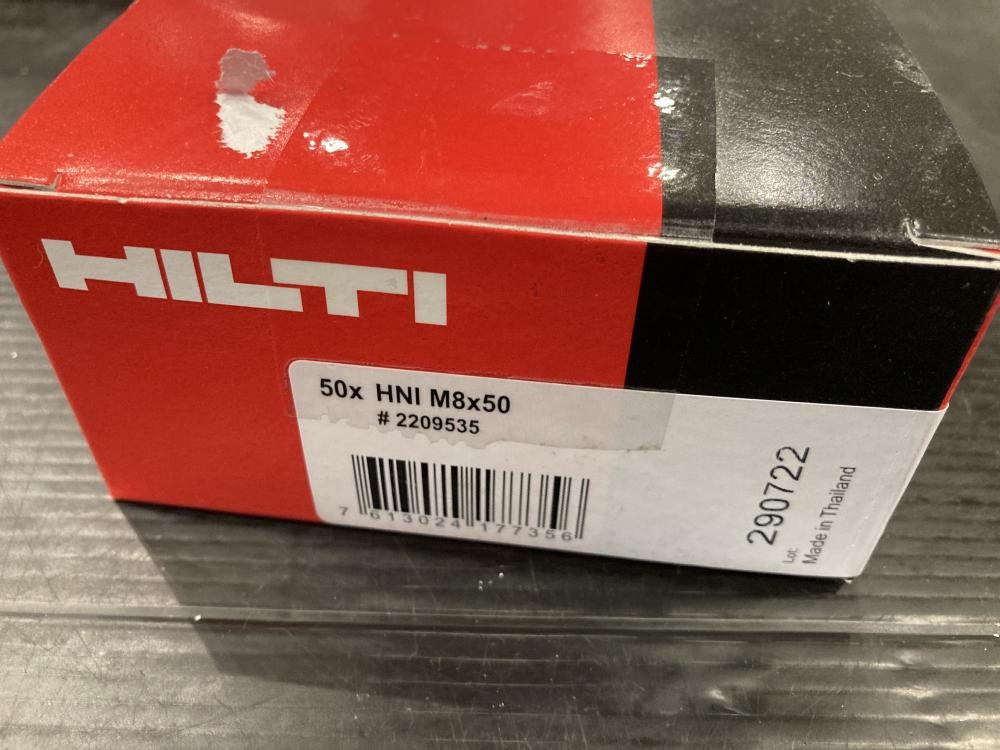 HILTI
50x HNI M8x50
# 2209535
7 613024 177356
290722
Lot:
Made in Thailand